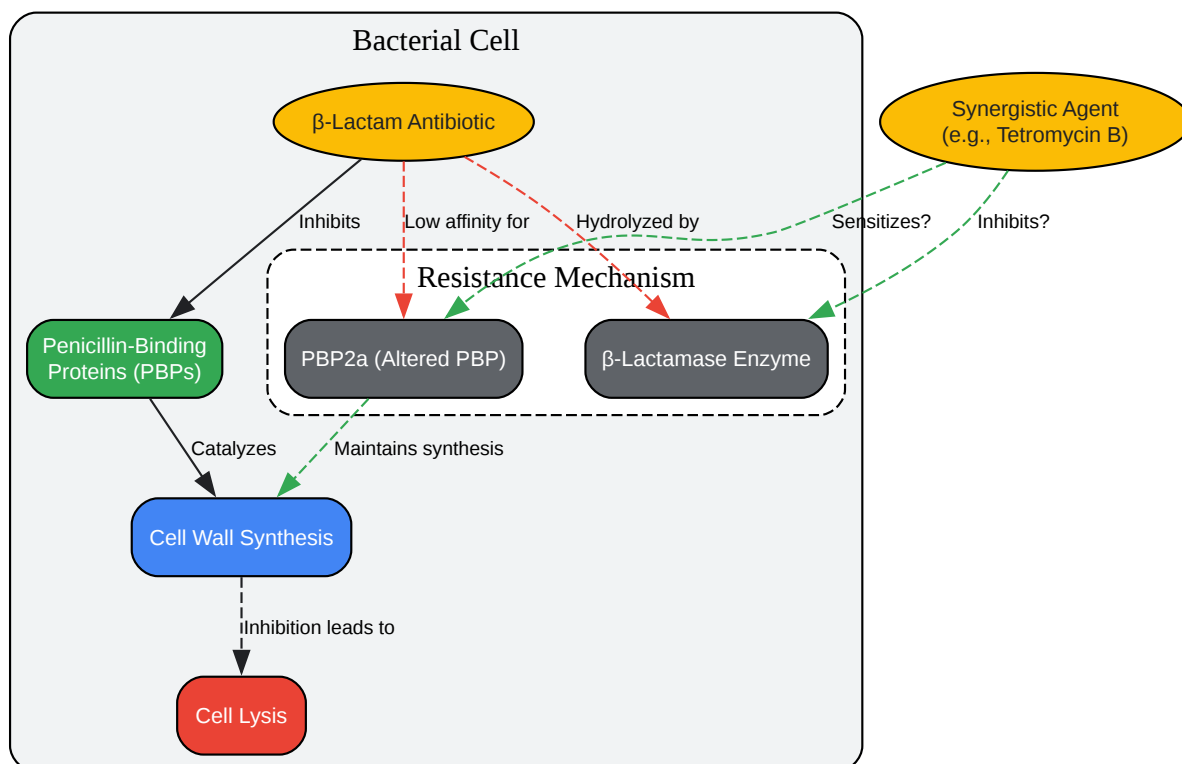 Bacterial Cell
β-Lactam Antibiotic
Synergistic Agent
(e.g., Tetromycin B)
Inhibits
Low affinity for
Hydrolyzed by
Sensitizes?
Inhibits?
Resistance Mechanism
Penicillin-Binding
Proteins (PBPs)
PBP2a (Altered PBP)
β-Lactamase Enzyme
Catalyzes
Maintains synthesis
Cell Wall Synthesis
Inhibition leads to
Cell Lysis